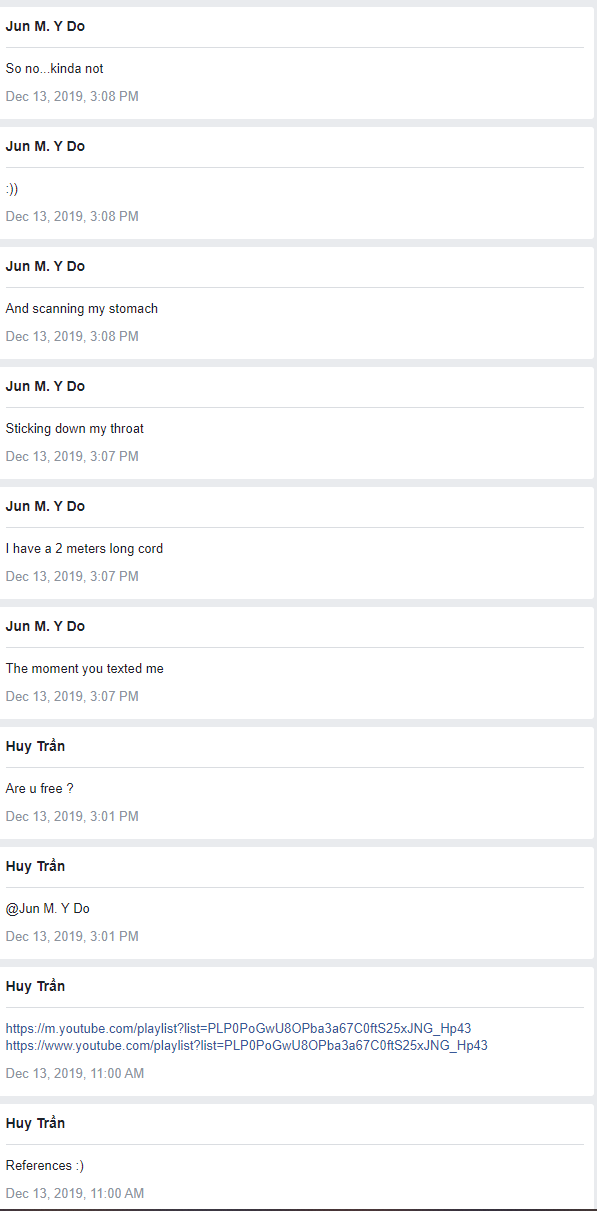 Jun M. Y Do
So no...kinda not
Dec 13, 2019, 3:08 PM
Jun M. Y Do
:))
Dec 13, 2019, 3:08 PM
Jun M. Y Do
And scanning my stomach
Dec 13, 2019, 3:08 PM
Jun M. Y Do
Sticking down my throat
Dec 13, 2019, 3:07 PM
Jun M. Y Do
I have a 2 meters long cord
Dec 13, 2019, 3:07 PM
Jun M. Y Do
The moment you texted me
Dec 13, 2019, 3:07 PM
Huy Trần
Are u free ?
Dec 13, 2019, 3:01 PM
Huy Trần
@Jun M. Y Do
Dec 13, 2019, 3:01 PM
Huy Trần
https://m.youtube.com/playlist?list=PLP0PoGwU8OPba3a67C0ftS25xJNG_Hp43
https://www.youtube.com/playlist?list=PLP0PoGwU8OPba3a67C0ftS25xJNG_Hp43
Dec 13, 2019, 11:00 AM
Huy Trần
References :)
Dec 13, 2019, 11:00 AM